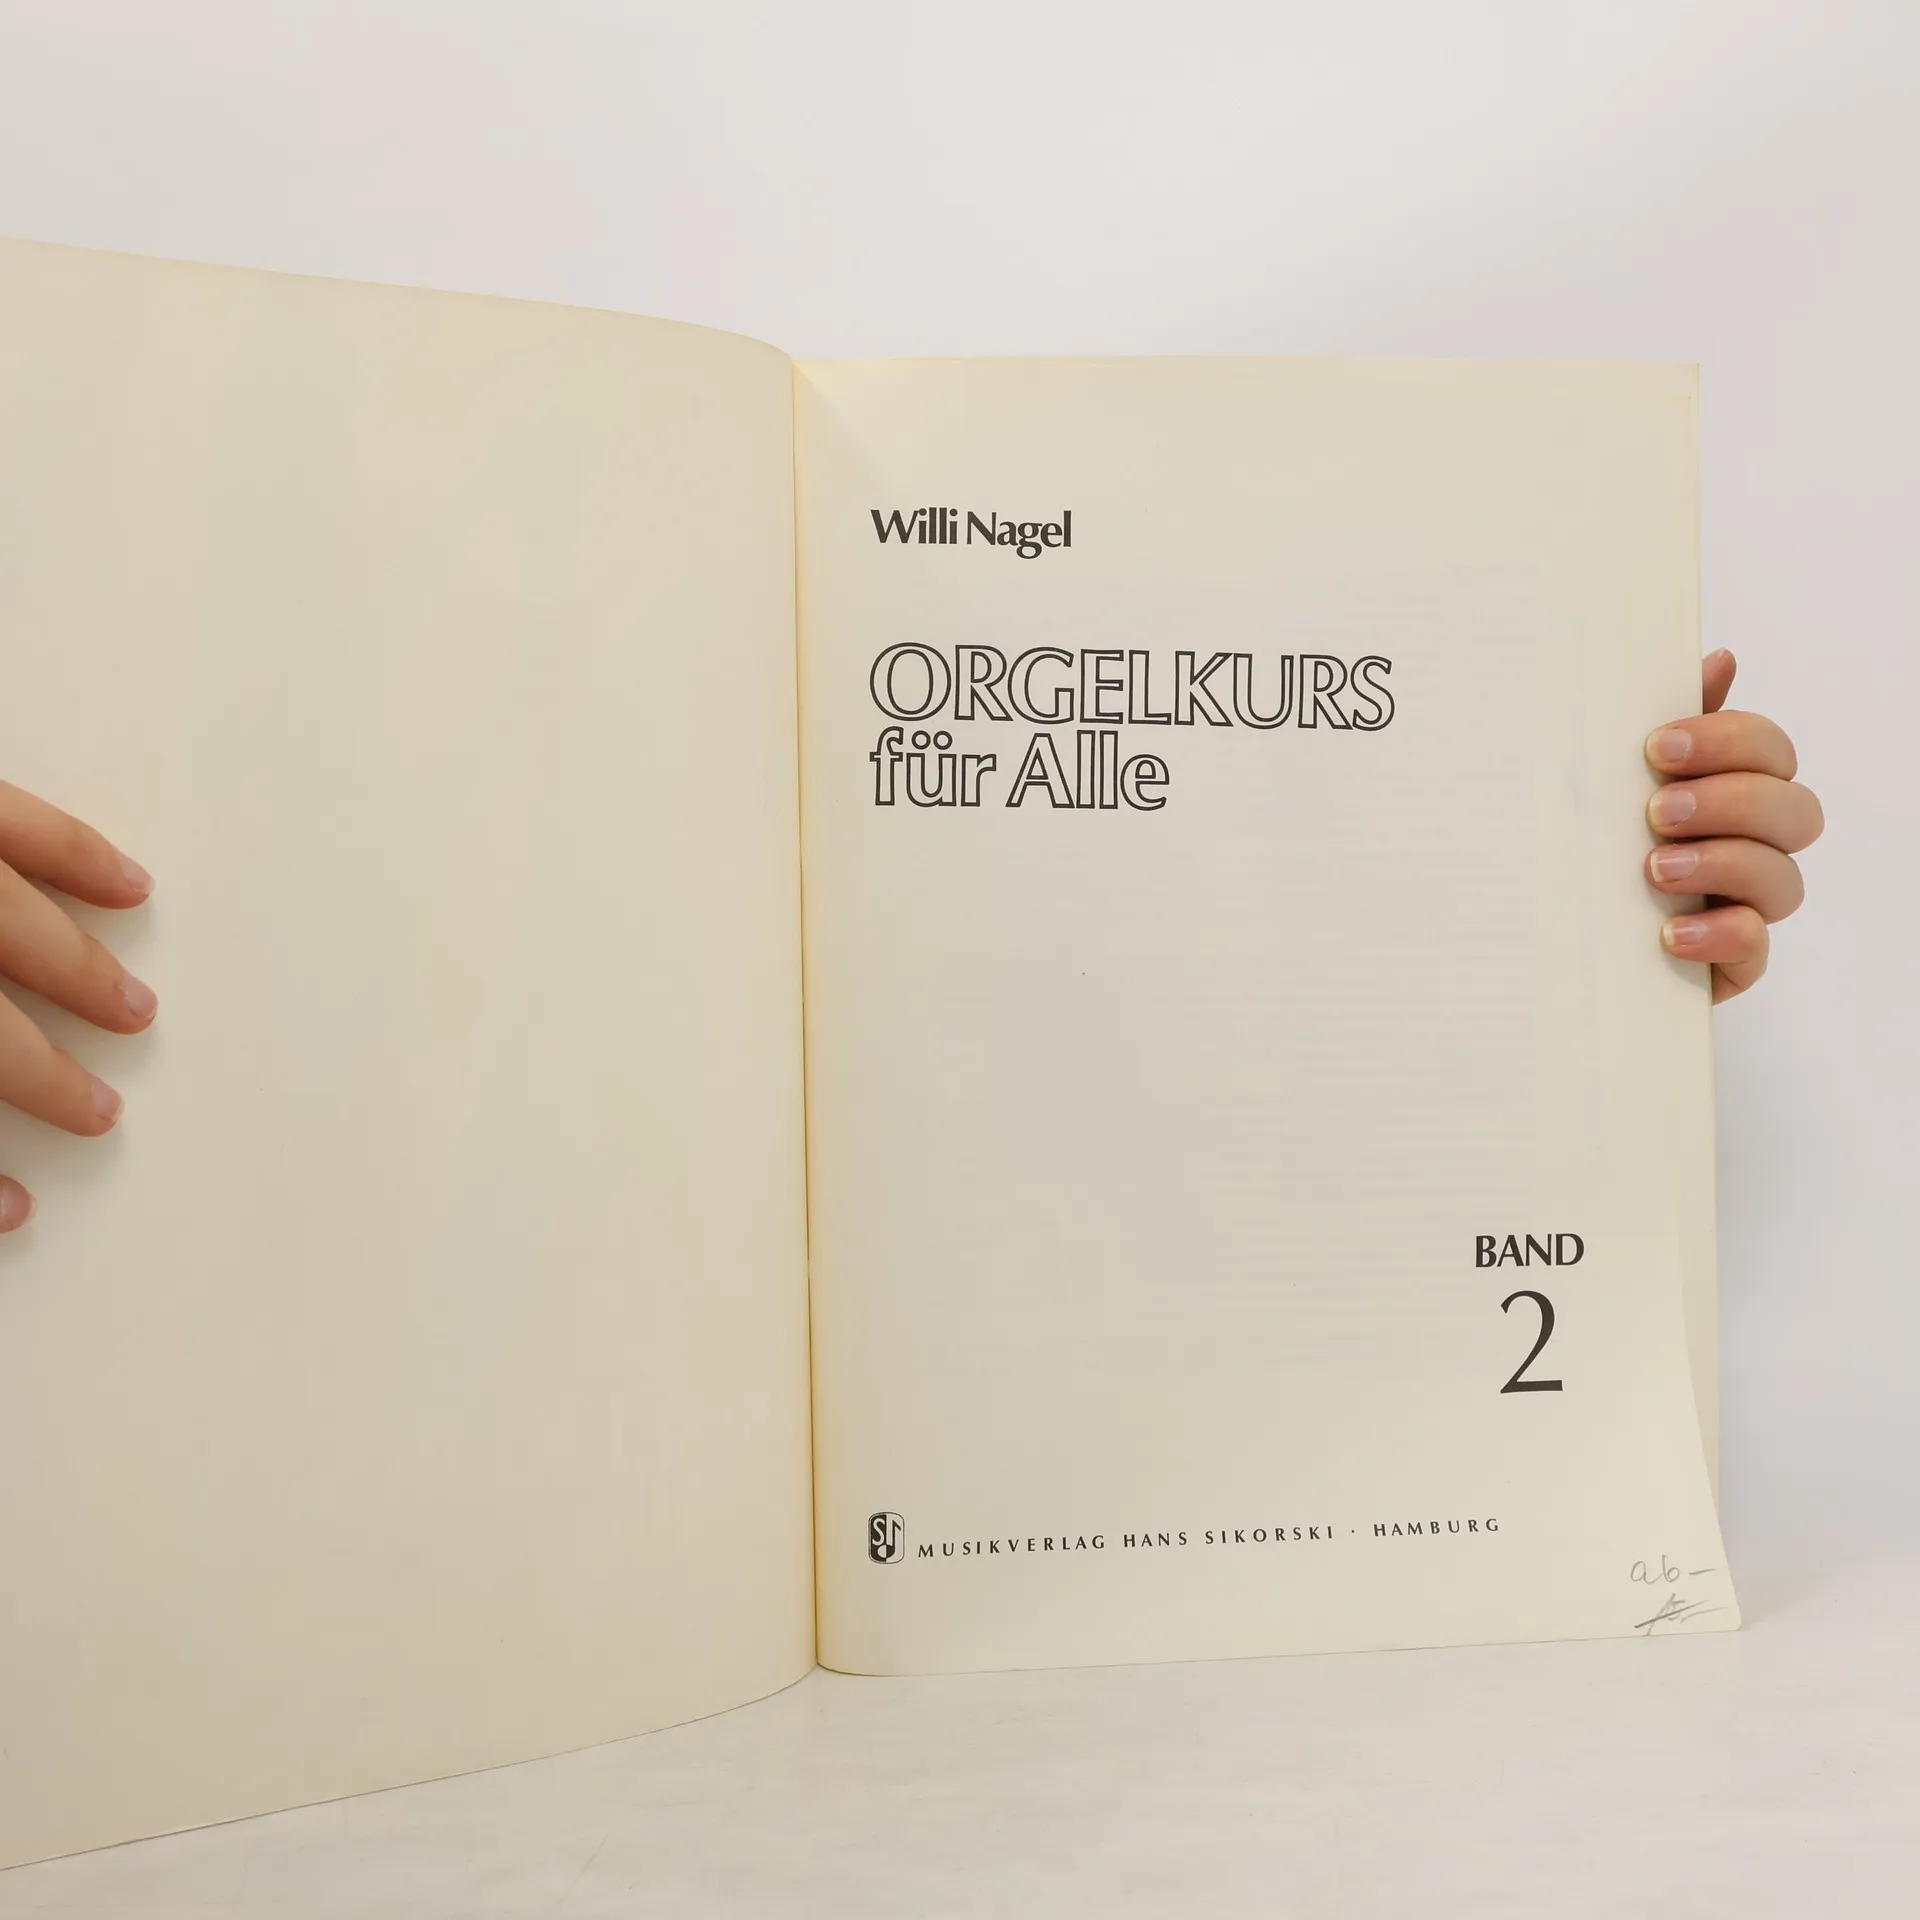 Willi Nagel
ORGELKURS
für Alle
BAND
2
MUSIKVERLAG HANS SIKORSKI · HAMBURG